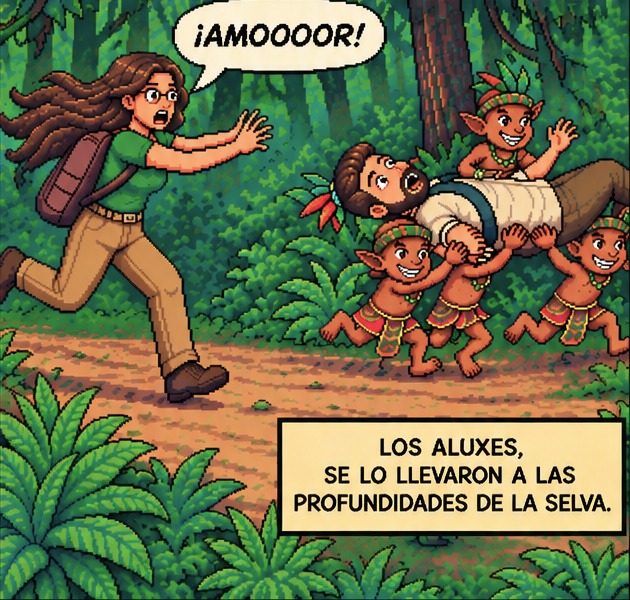 ¡AMOOOOR!
LOS ALUXES,
SE LO LLEVARON A LAS
PROFUNDIDADES DE LA SELVA.